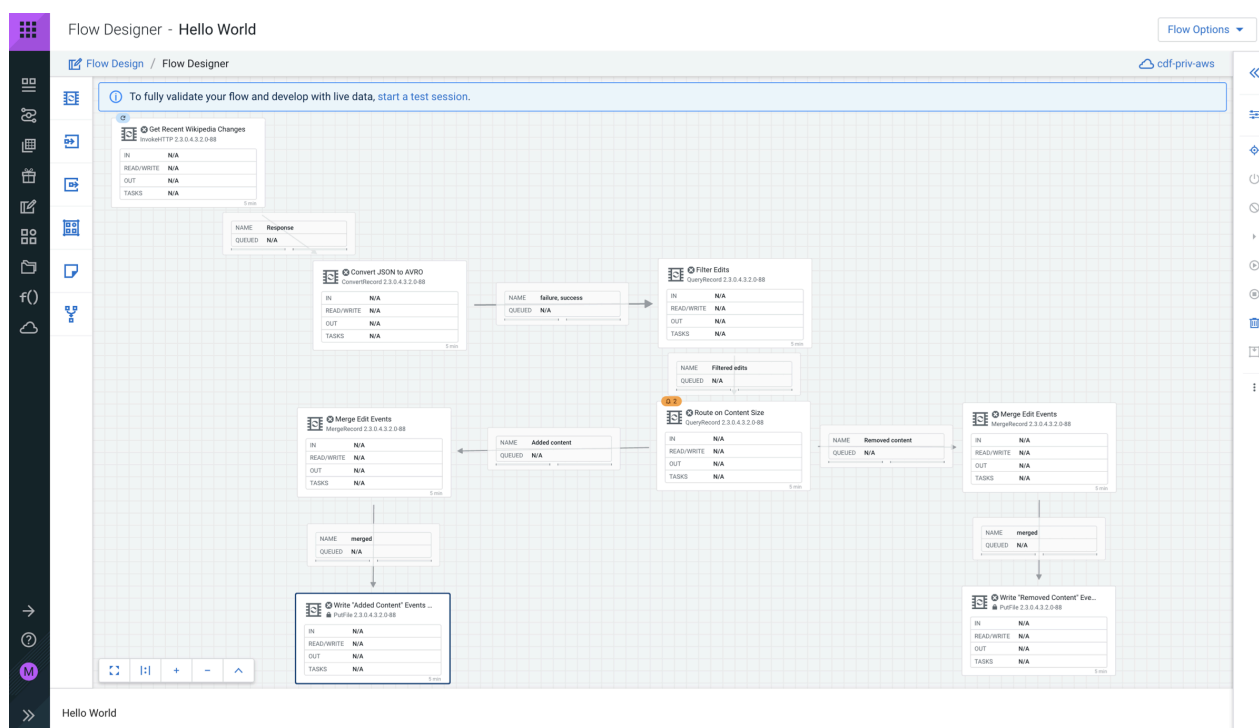 Flow Designer - Hello World
Flow Options
Flow Design / Flow Designer
cdf-priv-aws
To fully validate your flow and develop with live data, start a test session.
Get Recent Wikipedia Changes
InvokeHTTP 2.3.0.4.3.2.0-88
IN N/A
READ/WRITE N/A
OUT N/A
TASKS N/A
5 min
NAME Response
QUEUED N/A
Convert JSON to AVRO
ConvertRecord 2.3.0.4.3.2.0-88
IN N/A
READ/WRITE N/A
OUT N/A
TASKS N/A
5 min
NAME failure, success
QUEUED N/A
Filter Edits
QueryRecord 2.3.0.4.3.2.0-88
IN N/A
READ/WRITE N/A
OUT N/A
TASKS N/A
5 min
NAME Filtered edits
QUEUED N/A
2
Route on Content Size
QueryRecord 2.3.0.4.3.2.0-88
IN N/A
READ/WRITE N/A
OUT N/A
TASKS N/A
5 min
NAME Added content
QUEUED N/A
Merge Edit Events
MergeRecord 2.3.0.4.3.2.0-88
IN N/A
READ/WRITE N/A
OUT N/A
TASKS N/A
5 min
NAME Removed content
QUEUED N/A
Merge Edit Events
MergeRecord 2.3.0.4.3.2.0-88
IN N/A
READ/WRITE N/A
OUT N/A
TASKS N/A
5 min
NAME merged
QUEUED N/A
NAME merged
QUEUED N/A
Write "Added Content" Events ...
PutFile 2.3.0.4.3.2.0-88
IN N/A
READ/WRITE N/A
OUT N/A
TASKS N/A
5 min
Write "Removed Content" Eve...
PutFile 2.3.0.4.3.2.0-88
IN N/A
READ/WRITE N/A
OUT N/A
TASKS N/A
5 min
f()
M
Hello World